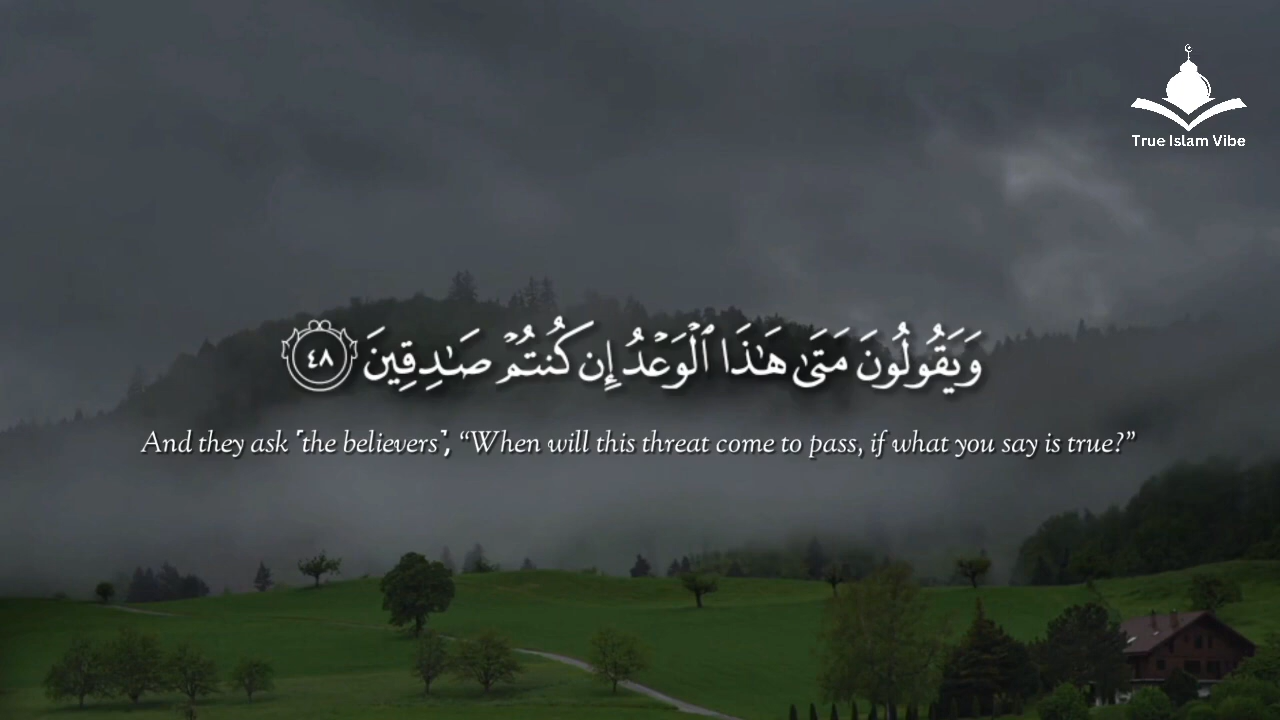 True Islam Vibe
وَيَقُولُونَ مَتَىٰ هَـٰذَا ٱلْوَعْدُ إِن كُنتُمْ صَـٰدِقِينَ ٤٨
And they ask ˹the believers˺, “When will this threat come to pass, if what you say is true?”